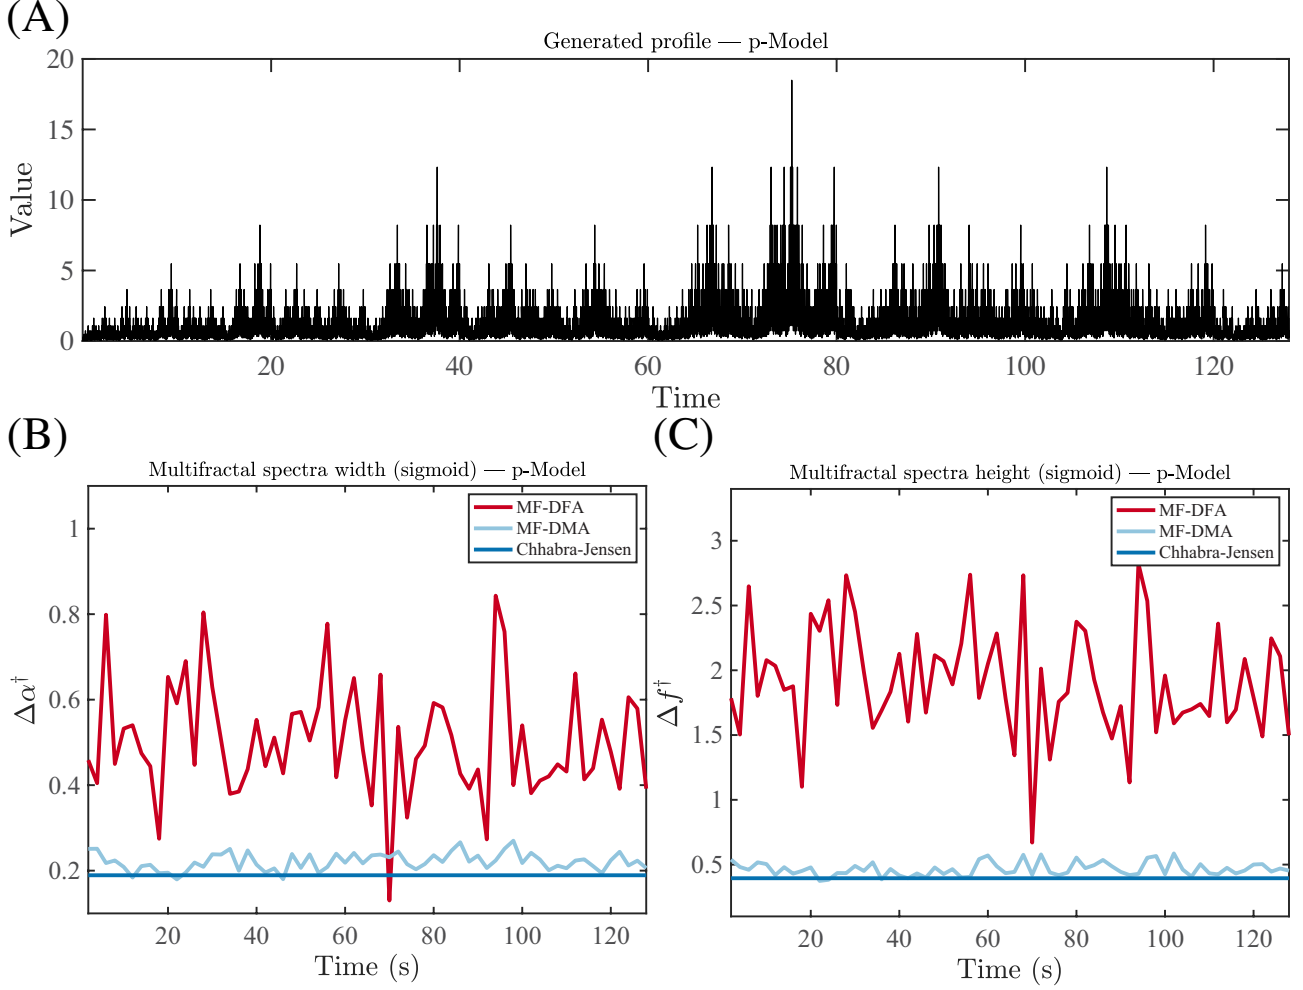 (A)
Generated profile — p-Model
20
15
10
5
0
Value
20 40 60 80 100 120
Time
(B)
Multifractal spectra width (sigmoid) — p-Model
MF-DFA
MF-DMA
Chhabra-Jensen
1
0.8
0.6
0.4
0.2
Δα†
20 40 60 80 100 120
Time (s)
(C)
Multifractal spectra height (sigmoid) — p-Model
MF-DFA
MF-DMA
Chhabra-Jensen
3
2.5
2
1.5
1
0.5
Δf†
20 40 60 80 100 120
Time (s)